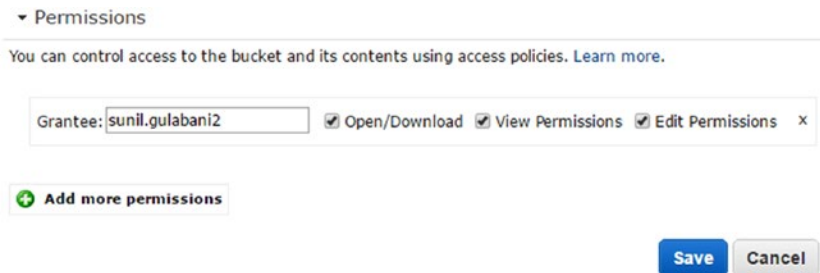 Permissions
You can control access to the bucket and its contents using access policies. Learn more.
Grantee: sunil.gulabani2 Open/Download View Permissions Edit Permissions x
Add more permissions
Save Cancel